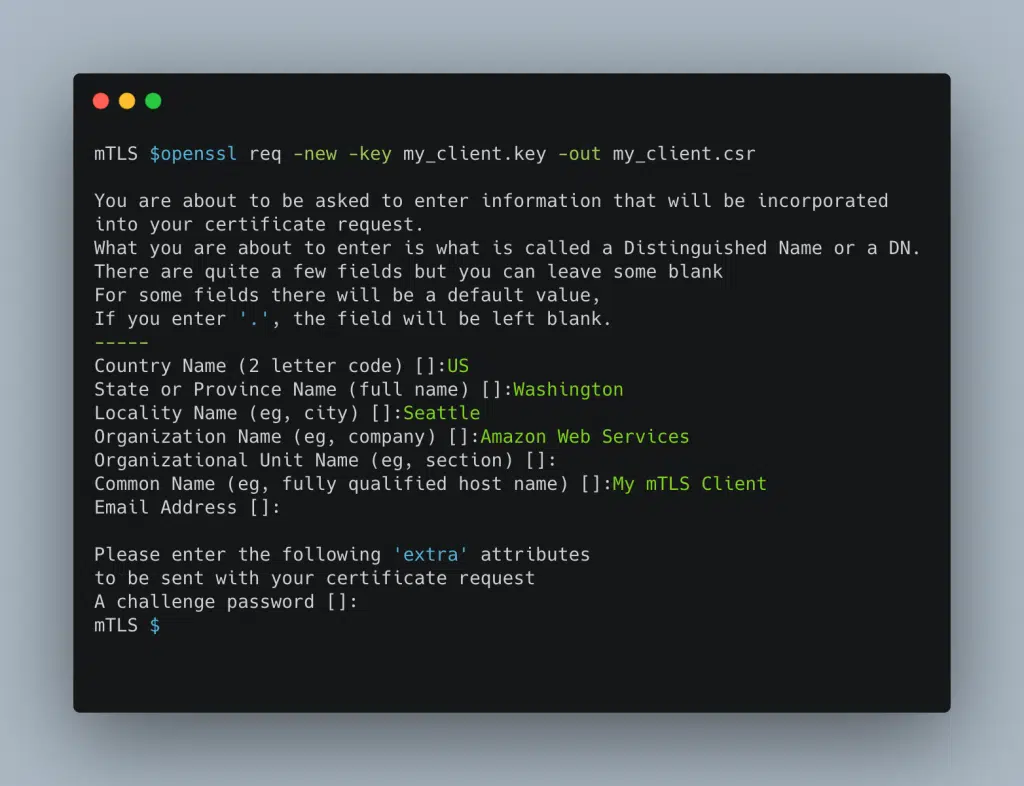 mTLS $openssl req -new -key my_client.key -out my_client.csr
You are about to be asked to enter information that will be incorporated
into your certificate request.
What you are about to enter is what is called a Distinguished Name or a DN.
There are quite a few fields but you can leave some blank
For some fields there will be a default value,
If you enter '.', the field will be left blank.
-----
Country Name (2 letter code) []:US
State or Province Name (full name) []:Washington
Locality Name (eg, city) []:Seattle
Organization Name (eg, company) []:Amazon Web Services
Organizational Unit Name (eg, section) []:
Common Name (eg, fully qualified host name) []:My mTLS Client
Email Address []:
Please enter the following 'extra' attributes
to be sent with your certificate request
A challenge password []:
mTLS $